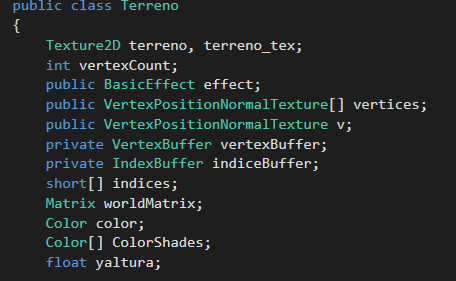 public class Terreno
{
Texture2D terreno, terreno_tex;
int vertexCount;
public BasicEffect effect;
public VertexPositionNormalTexture[] vertices;
public VertexPositionNormalTexture v;
private VertexBuffer vertexBuffer;
private IndexBuffer indiceBuffer;
short[] indices;
Matrix worldMatrix;
Color color;
Color[] ColorShades;
float yaltura;